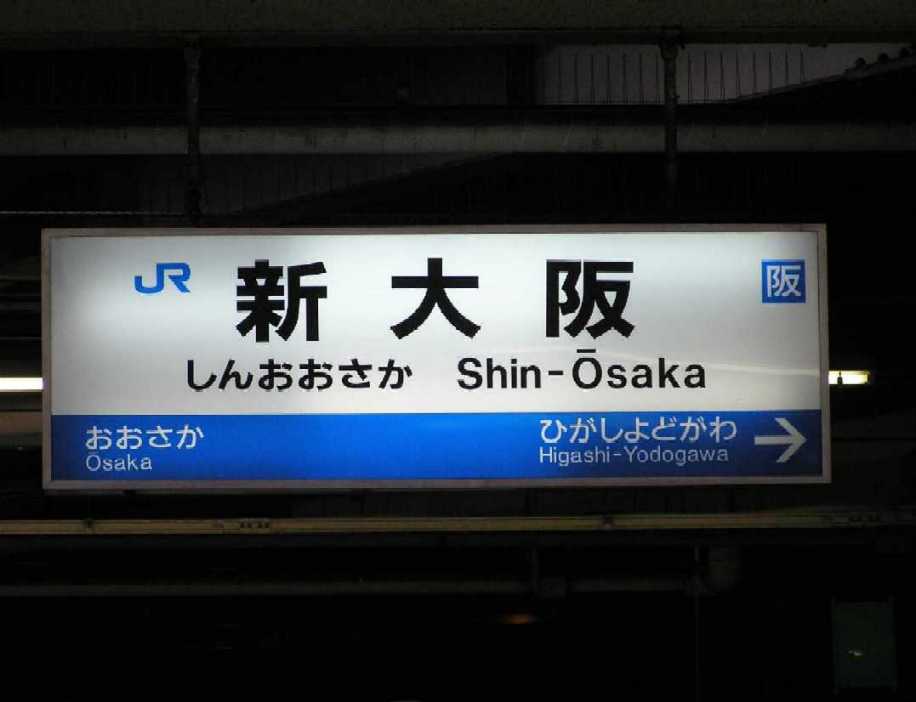 JR 新大阪 阪
しんおおさか Shin-Ōsaka
おおさか ひがしよどがわ →
Ōsaka Higashi-Yodogawa